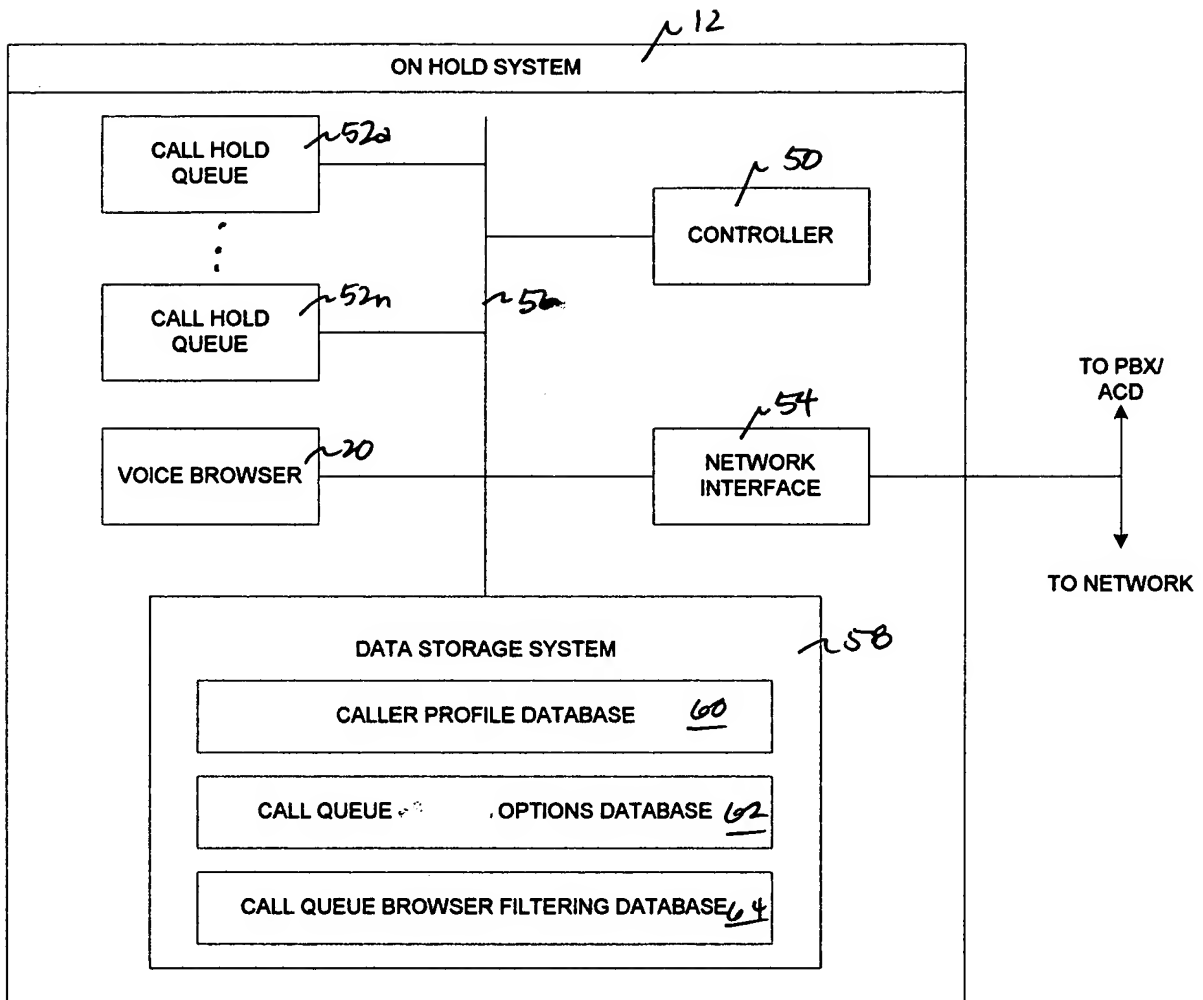 12
ON HOLD SYSTEM
CALL HOLD
QUEUE
52a
50
CONTROLLER
CALL HOLD
QUEUE
52n
56
TO PBX/
ACD
VOICE BROWSER
20
54
NETWORK
INTERFACE
TO NETWORK
DATA STORAGE SYSTEM
58
CALLER PROFILE DATABASE 60
CALL QUEUE OPTIONS DATABASE 62
CALL QUEUE BROWSER FILTERING DATABASE 64